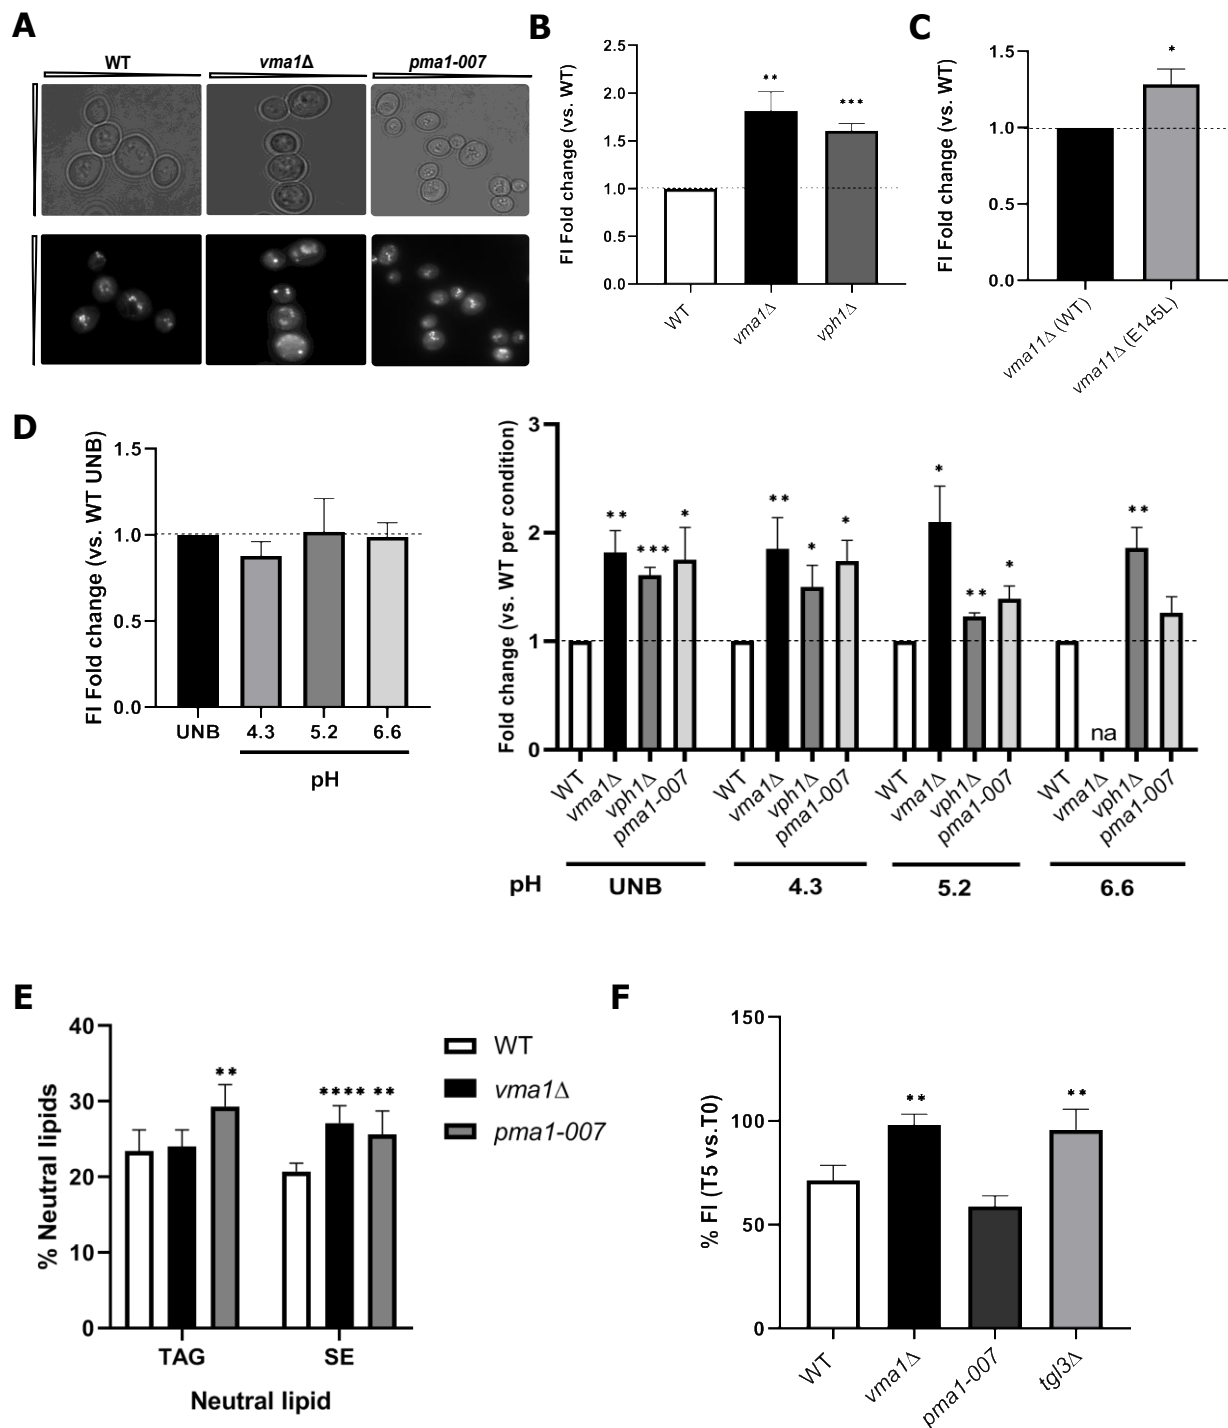 A
WT
vma1Δ
pma1-007
B
FI Fold change (vs. WT)
2.5
2.0
1.5
1.0
0.5
0.0
**
***
WT
vma1Δ
vph1Δ
C
FI Fold change (vs. WT)
1.5
1.0
0.5
0.0
*
vma11Δ (WT)
vma11Δ (E145L)
D
FI Fold change (vs. WT UNB)
1.5
1.0
0.5
0.0
UNB 4.3 5.2 6.6
pH
Fold change (vs. WT per condition)
3
2
1
0
** *** *
** * *
* ** *
**
na
WT vma1Δ vph1Δ pma1-007
WT vma1Δ vph1Δ pma1-007
WT vma1Δ vph1Δ pma1-007
WT vma1Δ vph1Δ pma1-007
pH UNB 4.3 5.2 6.6
E
% Neutral lipids
40
30
20
10
0
**
**** **
TAG SE
Neutral lipid
WT
vma1Δ
pma1-007
F
% FI (T5 vs.T0)
150
100
50
0
**
**
WT
vma1Δ
pma1-007
tgl3Δ